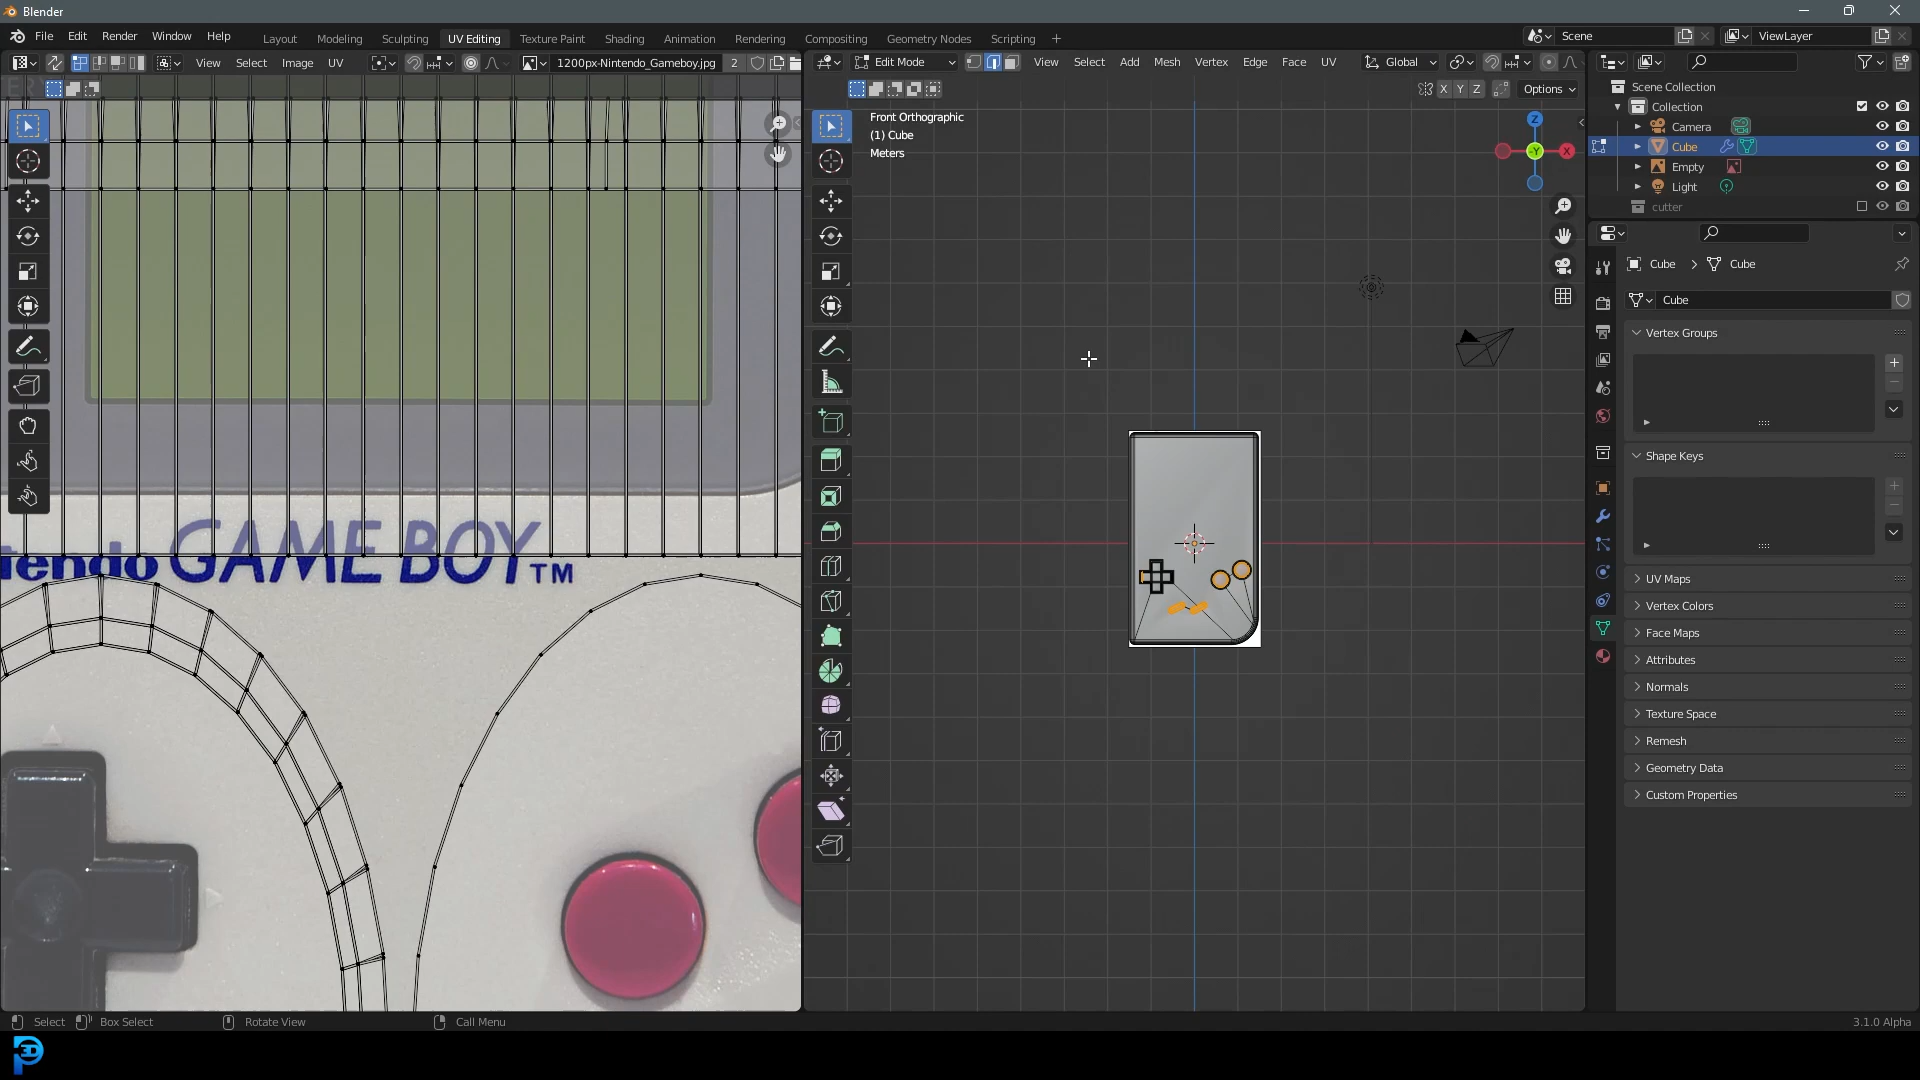 Blender
File Edit Render Window Help
Layout Modeling Sculpting UV Editing Texture Paint Shading Animation Rendering Compositing Geometry Nodes Scripting +
Scene
ViewLayer
View Select Image UV
1200px-Nintendo_Gameboy.jpg 2
Edit Mode
View Select Add Mesh Vertex Edge Face UV
Global
X Y Z
Options
Front Orthographic
(1) Cube
Meters
Z
-Y
X
Scene Collection
Collection
Camera
Cube
Empty
Light
cutter
Cube > Cube
Cube
Vertex Groups
Shape Keys
UV Maps
Vertex Colors
Face Maps
Attributes
Normals
Texture Space
Remesh
Geometry Data
Custom Properties
tendo GAME BOY TM
Select Box Select Rotate View Call Menu
3.1.0 Alpha